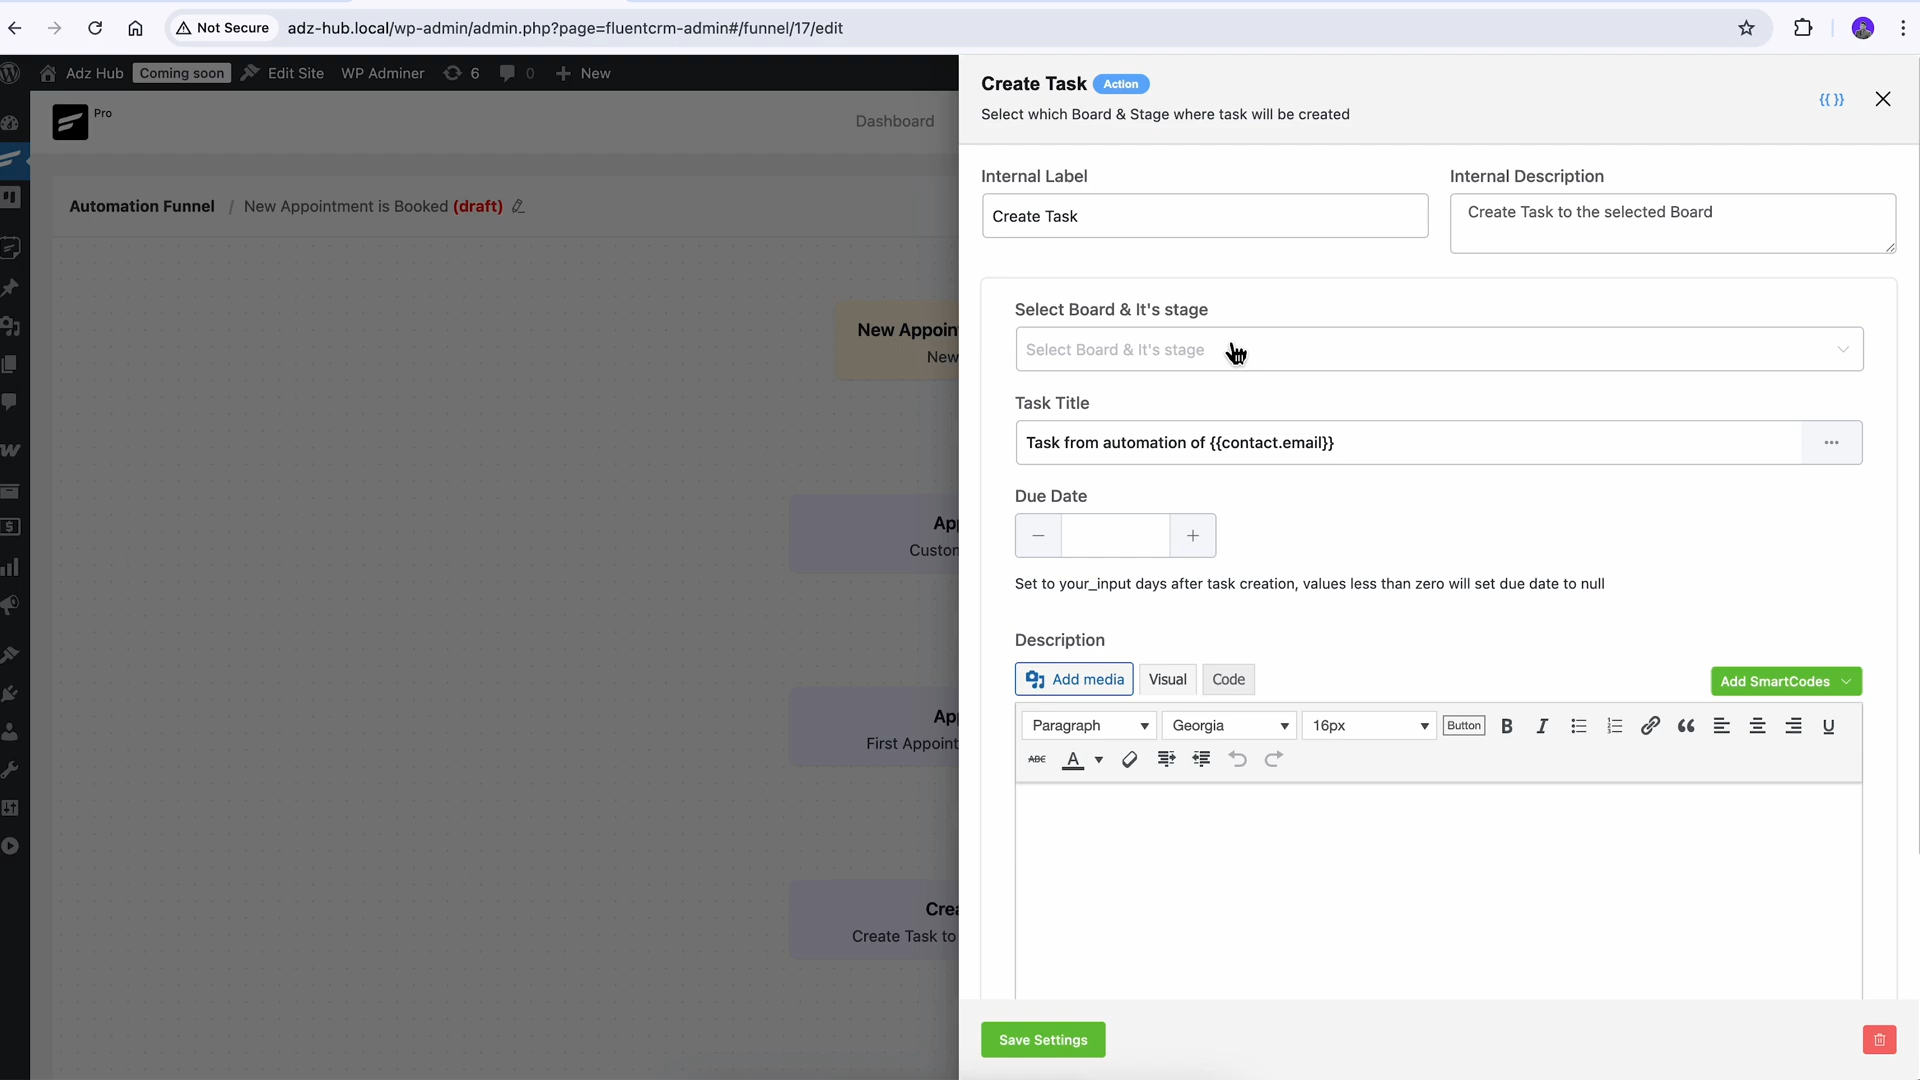 Not Secure adz-hub.local/wp-admin/admin.php?page=fluentcrm-admin#/funnel/17/edit
Adz Hub Coming soon Edit Site WP Adminer 6 0 New
Pro
Dashboard
Automation Funnel / New Appointment is Booked (draft)
New Appoin
New
App
Custon
App
First Appoint
Crea
Create Task to
Create Task Action
Select which Board & Stage where task will be created
{{ }}
Internal Label
Create Task
Internal Description
Create Task to the selected Board
Select Board & It's stage
Select Board & It's stage
Task Title
Task from automation of {{contact.email}}
Due Date
Set to your_input days after task creation, values less than zero will set due date to null
Description
Add media Visual Code
Add SmartCodes
Paragraph Georgia 16px Button B I U
ABC A
Save Settings